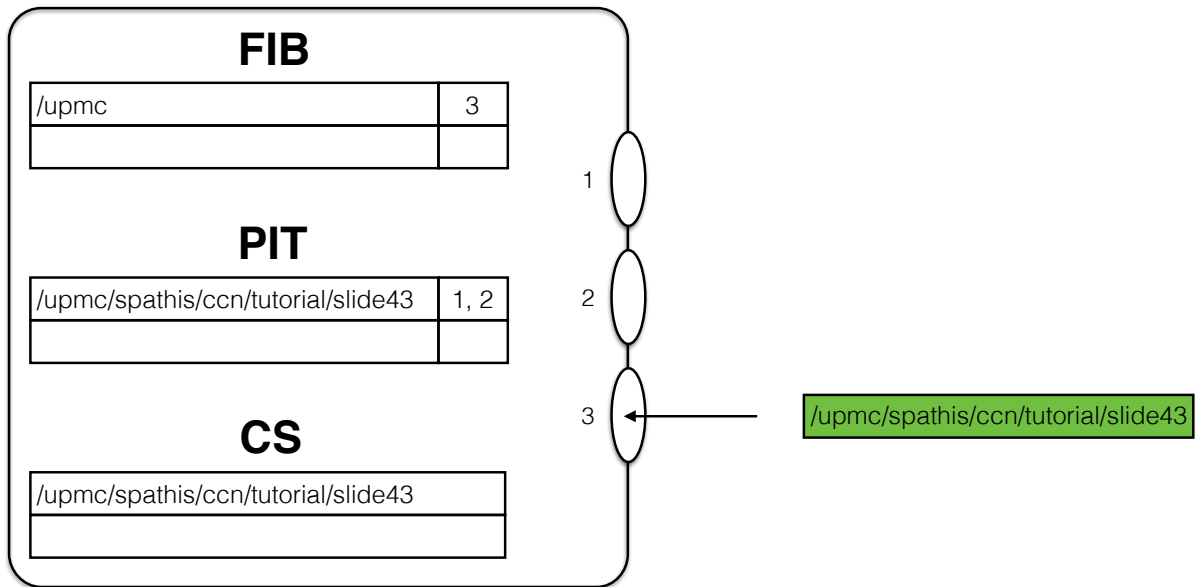 FIB
/upmc 3
1
PIT
/upmc/spathis/ccn/tutorial/slide43 1, 2
2
3
/upmc/spathis/ccn/tutorial/slide43
CS
/upmc/spathis/ccn/tutorial/slide43